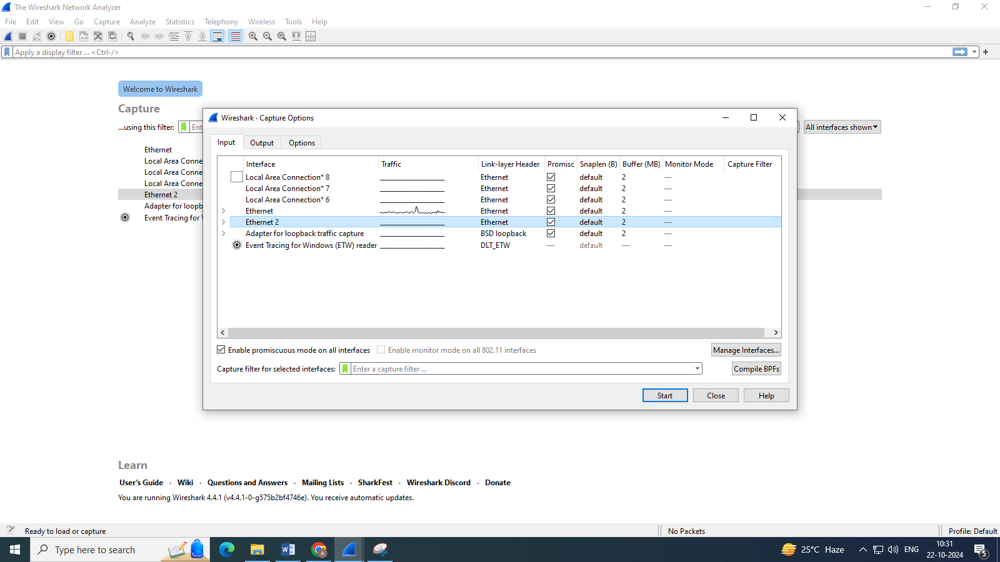 The Wireshark Network Analyzer
File Edit View Go Capture Analyze Statistics Telephony Wireless Tools Help
Apply a display filter ... <Ctrl-/>
Welcome to Wireshark
Capture
...using this filter: Ent
All interfaces shown
Ethernet
Local Area Conne
Local Area Conne
Local Area Conne
Ethernet 2
Adapter for loopb
Event Tracing for
Wireshark · Capture Options
Input Output Options
Interface Traffic Link-layer Header Promisc Snaplen (B) Buffer (MB) Monitor Mode Capture Filter
Local Area Connection* 8 Ethernet default 2 —
Local Area Connection* 7 Ethernet default 2 —
Local Area Connection* 6 Ethernet default 2 —
Ethernet Ethernet default 2 —
Ethernet 2 Ethernet default 2 —
Adapter for loopback traffic capture BSD loopback default 2 —
Event Tracing for Windows (ETW) reader DLT_ETW — default — —
Enable promiscuous mode on all interfaces Enable monitor mode on all 802.11 interfaces Manage Interfaces...
Capture filter for selected interfaces: Enter a capture filter ... Compile BPFs
Start Close Help
Learn
User's Guide · Wiki · Questions and Answers · Mailing Lists · SharkFest · Wireshark Discord · Donate
You are running Wireshark 4.4.1 (v4.4.1-0-g575b2bf4746e). You receive automatic updates.
Ready to load or capture No Packets Profile: Default
Type here to search
25°C Haze
ENG
10:31
22-10-2024
5